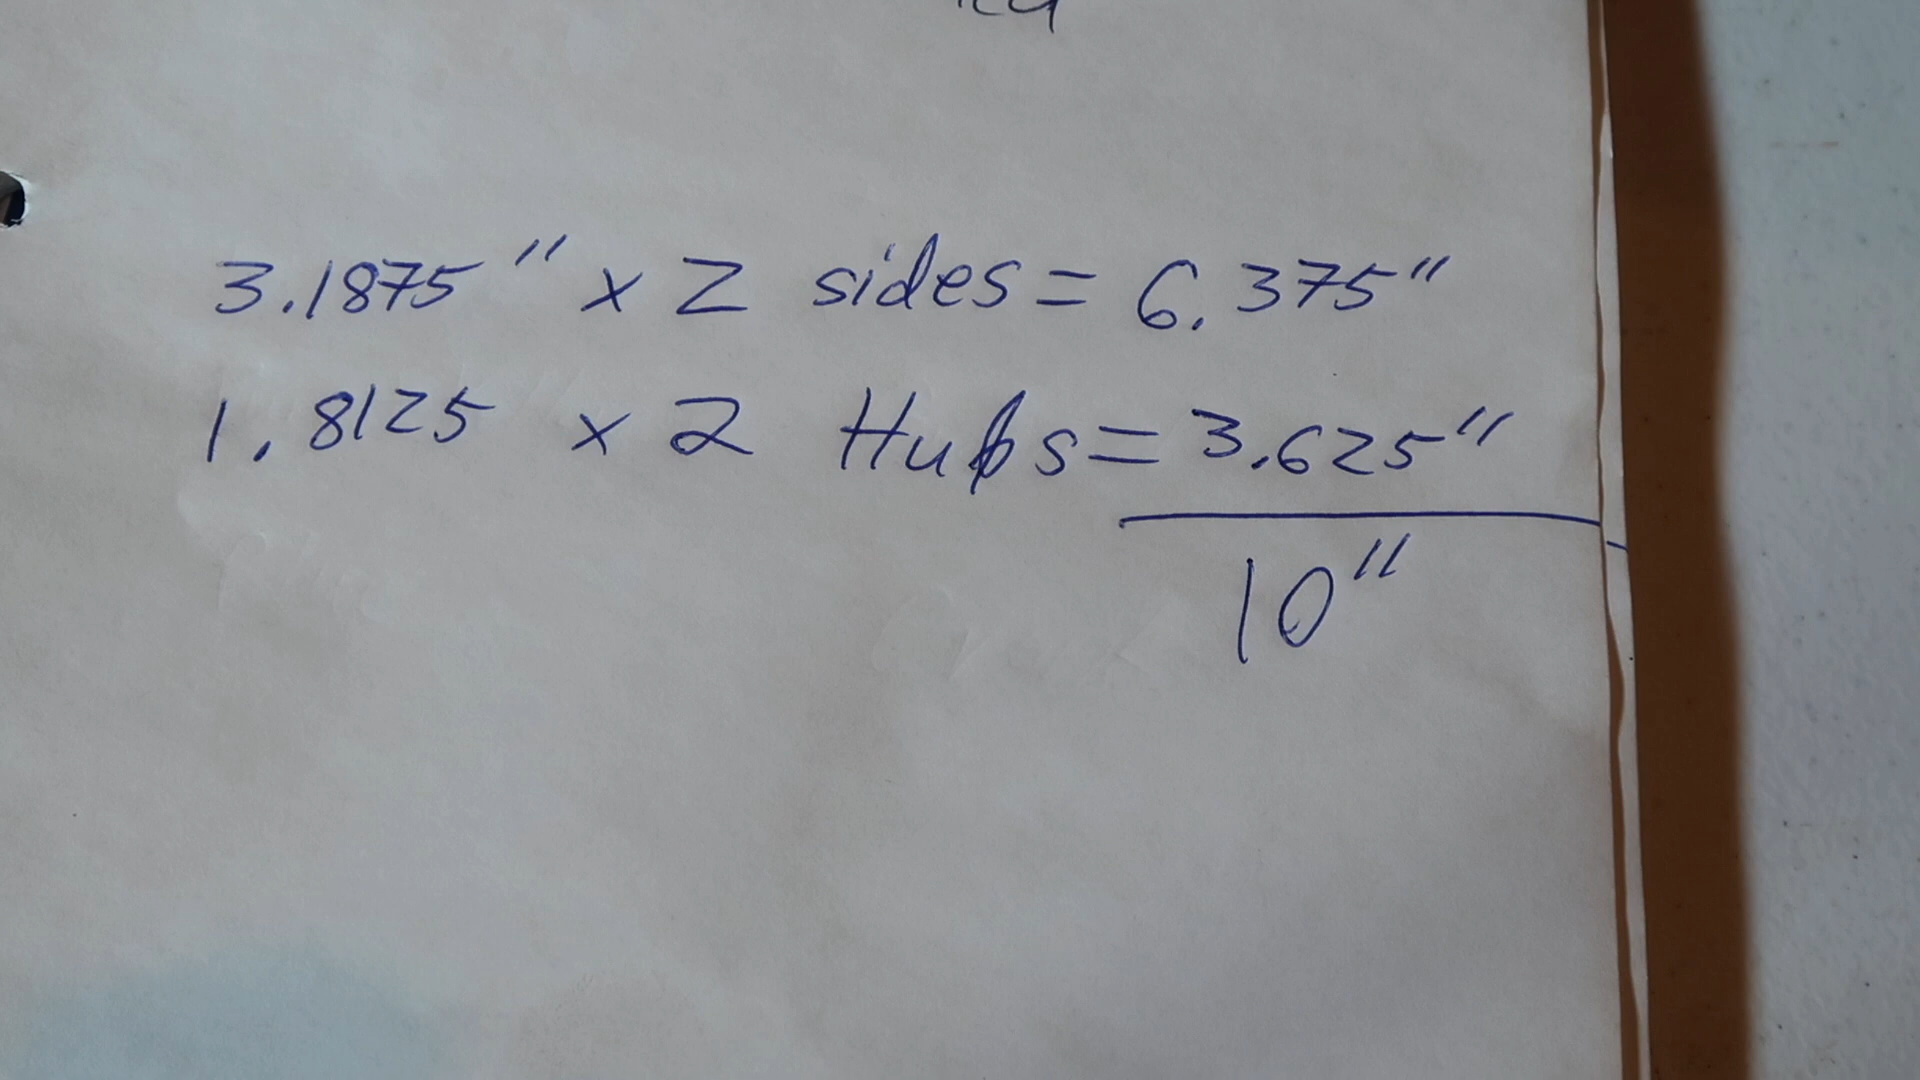 3.1875" x 2 sides = 6.375"
1.8125 x 2 Hubs = 3.625"
10"